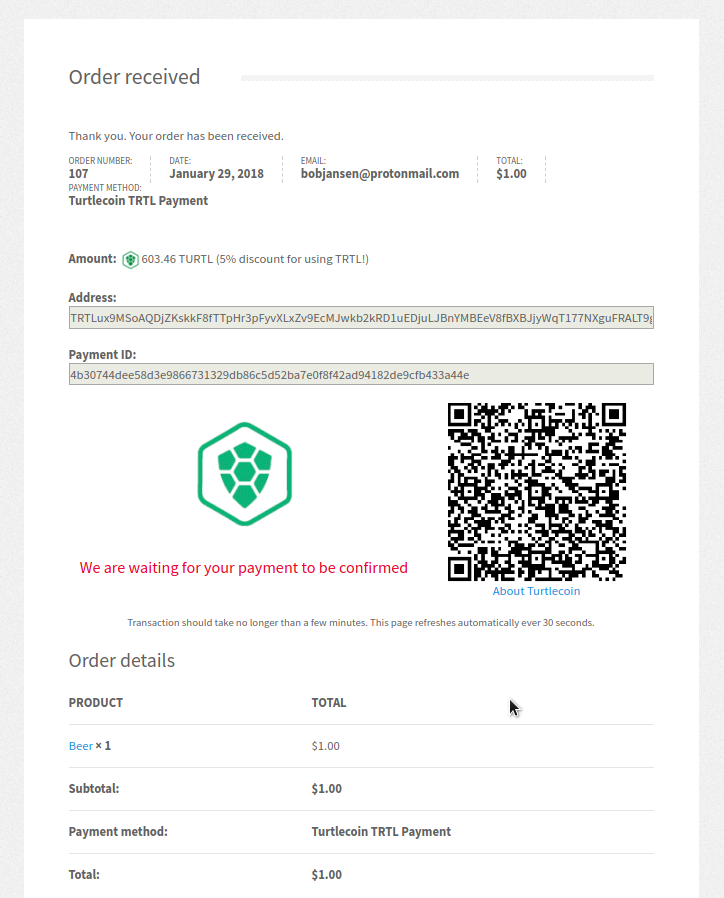 Order received
Thank you. Your order has been received.
ORDER NUMBER: DATE: EMAIL: TOTAL:
107 January 29, 2018 bobjansen@protonmail.com $1.00
PAYMENT METHOD:
Turtlecoin TRTL Payment
Amount: 603.46 TURTL (5% discount for using TRTL!)
Address:
TRTLux9MSoAQDjZKskkF8fTTpHr3pFyvXLxZv9EcMJwkb2kRD1uEDjuLJBnYMBEeV8fBXBJjyWqT177NXguFRALT9g
Payment ID:
4b30744dee58d3e9866731329db86c5d52ba7e0f8f42ad94182de9cfb433a44e
We are waiting for your payment to be confirmed
About Turtlecoin
Transaction should take no longer than a few minutes. This page refreshes automatically ever 30 seconds.
Order details
PRODUCT TOTAL
Beer × 1 $1.00
Subtotal: $1.00
Payment method: Turtlecoin TRTL Payment
Total: $1.00